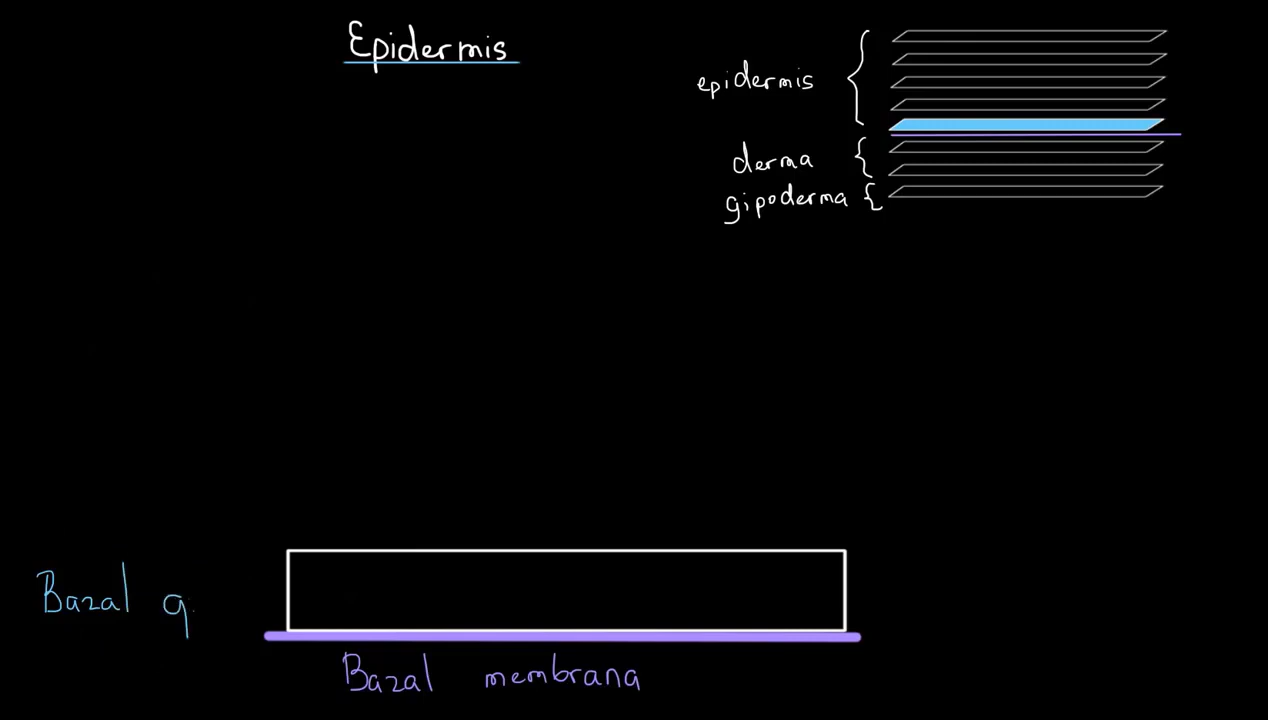 Epidermis
epidermis
derma
gipoderma
Bazal q
Bazal membrana